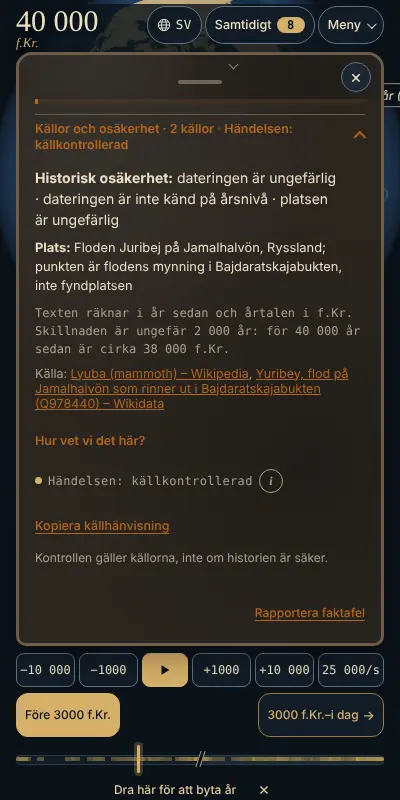 40 000
f.Kr.
SV
Samtidigt 8
Meny
år (
Källor och osäkerhet · 2 källor · Händelsen:
källkontrollerad
Historisk osäkerhet: dateringen är ungefärlig
· dateringen är inte känd på årsnivå · platsen
är ungefärlig
Plats: Floden Juribej på Jamalhalvön, Ryssland;
punkten är flodens mynning i Bajdaratskajabukten,
inte fyndplatsen
Texten räknar i år sedan och årtalen i f.Kr.
Skillnaden är ungefär 2 000 år: för 40 000 år
sedan är cirka 38 000 f.Kr.
Källa: Lyuba (mammoth) – Wikipedia, Yuribey, flod på
Jamalhalvön som rinner ut i Bajdaratskajabukten
(Q978440) – Wikidata
Hur vet vi det här?
Händelsen: källkontrollerad i
Kopiera källhänvisning
Kontrollen gäller källorna, inte om historien är säker.
Rapportera faktafel
−10 000
−1000
+1000
+10 000
25 000/s
Före 3000 f.Kr.
3000 f.Kr.–i dag →
//
Dra här för att byta år ×